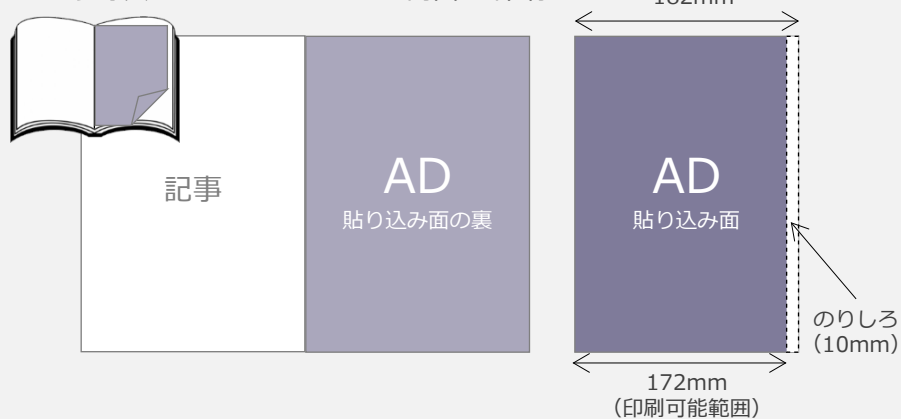 182mm
記事
AD
貼り込み面の裏
AD
貼り込み面
のりしろ
（10mm）
172mm
（印刷可能範囲）